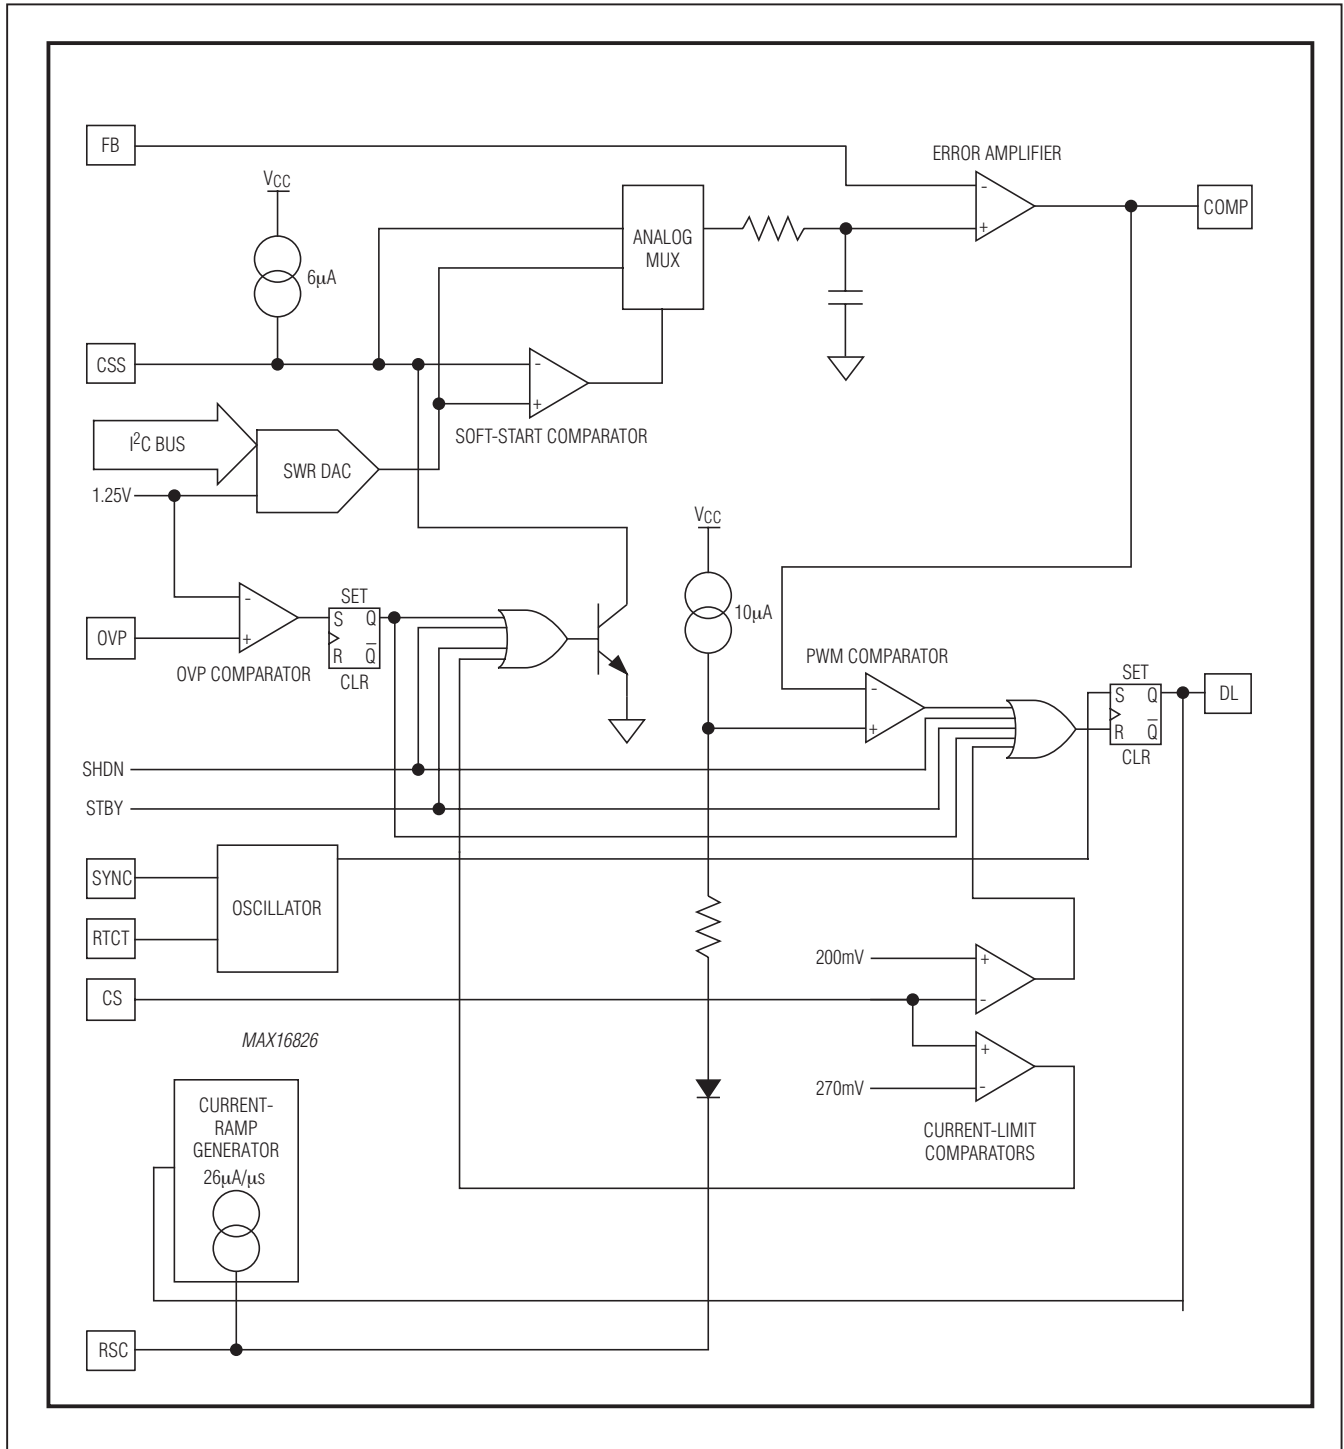 FB
ERROR AMPLIFIER
VCC
-
+
COMP
ANALOG
MUX
6µA
CSS
-
+
SOFT-START COMPARATOR
I²C BUS
SWR DAC
1.25V
VCC
10µA
OVP
-
+
OVP COMPARATOR
SET
S Q
R Q̅
CLR
PWM COMPARATOR
-
+
SET
S Q
R Q̅
CLR
DL
SHDN
STBY
SYNC
RTCT
OSCILLATOR
CS
200mV
+
-
MAX16826
270mV
+
-
CURRENT-LIMIT
COMPARATORS
CURRENT-
RAMP
GENERATOR
26µA/µs
RSC